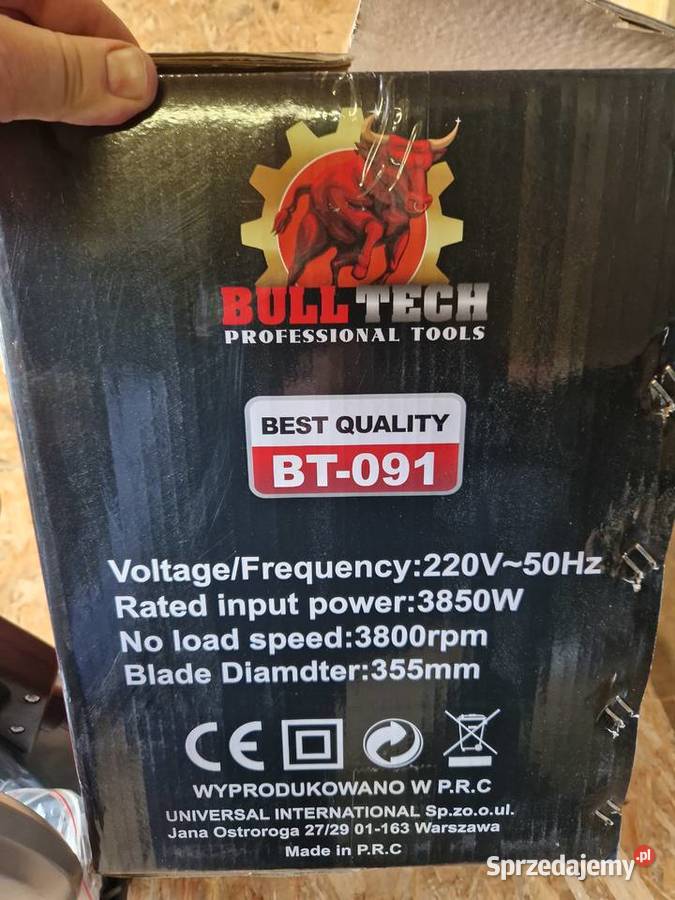 BULL TECH
PROFESSIONAL TOOLS
BEST QUALITY
BT-091
Voltage/Frequency:220V~50Hz
Rated input power:3850W
No load speed:3800rpm
Blade Diamdter:355mm
CE
WYPRODUKOWANO W P.R.C
UNIVERSAL INTERNATIONAL Sp.zo.o.ul.
Jana Ostroroga 27/29 01-163 Warszawa
Made in P.R.C
Sprzedajemy.pl